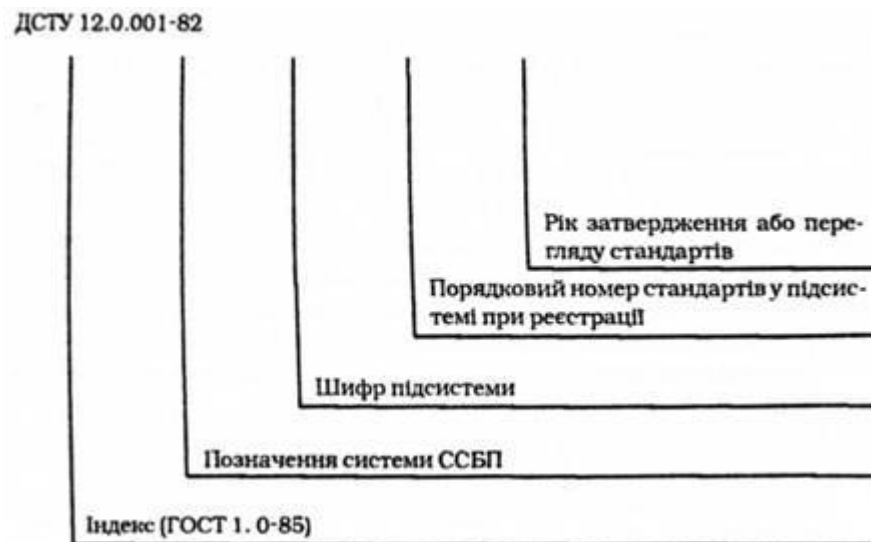 ДСТУ 12.0.001-82
Рік затвердження або пере-
гляду стандартів
Порядковий номер стандартів у підсис-
темі при реєстрації
Шифр підсистеми
Позначення системи ССБП
Індекс (ГОСТ 1. 0-85)